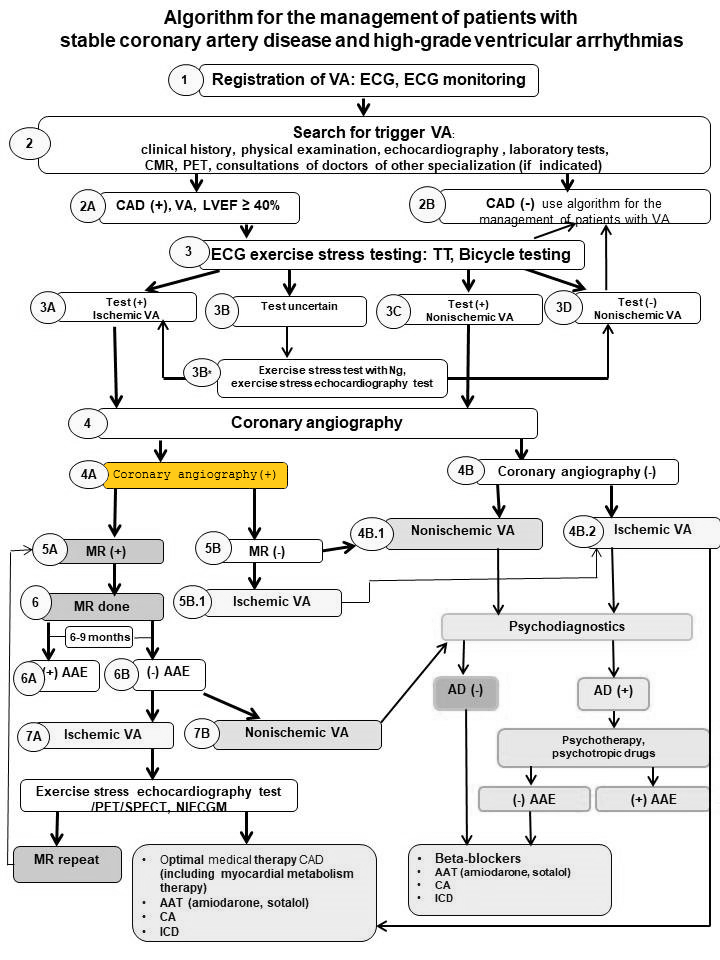 Algorithm for the management of patients with
stable coronary artery disease and high-grade ventricular arrhythmias
1
Registration of VA: ECG, ECG monitoring
2
Search for trigger VA:
clinical history, physical examination, echocardiography , laboratory tests,
CMR, PET, consultations of doctors of other specialization (if indicated)
2A
CAD (+), VA, LVEF ≥ 40%
2B
CAD (-) use algorithm for the
management of patients with VA
3
ECG exercise stress testing: TT, Bicycle testing
3A
Test (+)
Ischemic VA
3B
Test uncertain
3C
Test (+)
Nonischemic VA
3D
Test (-)
Nonischemic VA
3B*
Exercise stress test with Ng,
exercise stress echocardiography test
4
Coronary angiography
4A
Coronary angiography (+)
4B
Coronary angiography (-)
5A
MR (+)
5B
MR (-)
4B.1
Nonischemic VA
4B.2
Ischemic VA
6
MR done
5B.1
Ischemic VA
Psychodiagnostics
6-9 months
6A
(+) AAE
6B
(-) AAE
AD (-)
AD (+)
7A
Ischemic VA
7B
Nonischemic VA
Psychotherapy,
psychotropic drugs
Exercise stress echocardiography test
/PET/SPECT, NIECGM
(-) AAE
(+) AAE
MR repeat
• Optimal medical therapy CAD
(including myocardial metabolism
therapy)
• AAT (amiodarone, sotalol)
• CA
• ICD
• Beta-blockers
• AAT (amiodarone, sotalol)
• CA
• ICD